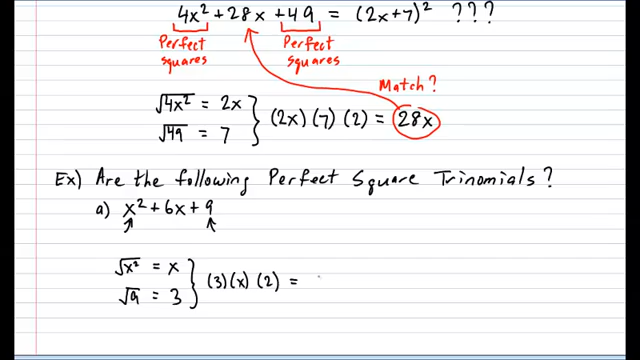 4x² + 28x + 49 = (2x+7)² ???
Perfect squares Perfect squares
Match?
√4x² = 2x
√49 = 7 } (2x)(7)(2) = 28x
Ex) Are the following Perfect Square Trinomials?
a) x² + 6x + 9
√x² = x
√9 = 3 } (3)(x)(2) =